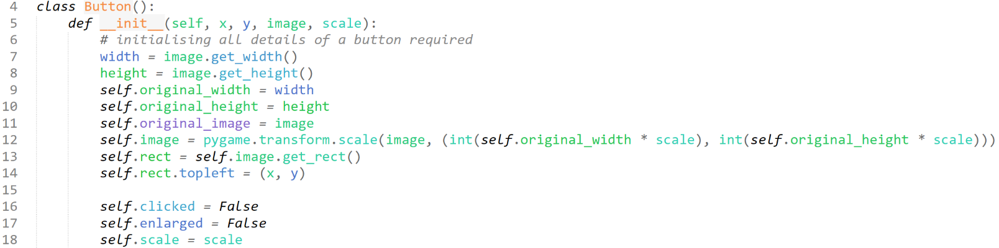 4 class Button():
5     def __init__(self, x, y, image, scale):
6         # initialising all details of a button required
7         width = image.get_width()
8         height = image.get_height()
9         self.original_width = width
10         self.original_height = height
11         self.original_image = image
12         self.image = pygame.transform.scale(image, (int(self.original_width * scale), int(self.original_height * scale)))
13         self.rect = self.image.get_rect()
14         self.rect.topleft = (x, y)
15
16         self.clicked = False
17         self.enlarged = False
18         self.scale = scale